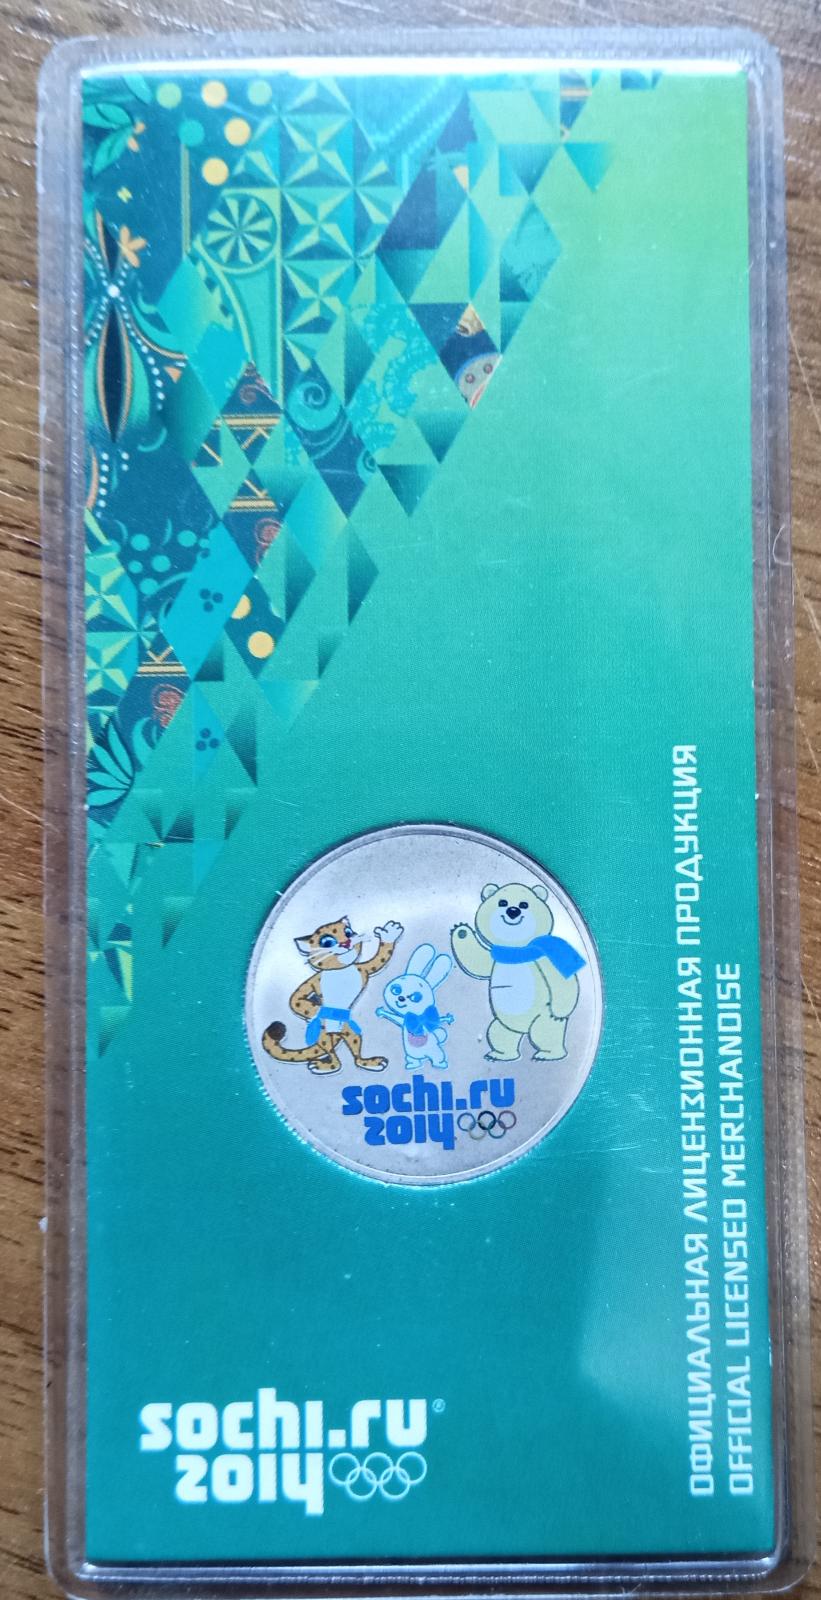 sochi.ru
2014
sochi.ru®
2014
ОФИЦИАЛЬНАЯ ЛИЦЕНЗИОННАЯ ПРОДУКЦИЯ
OFFICIAL LICENSED MERCHANDISE